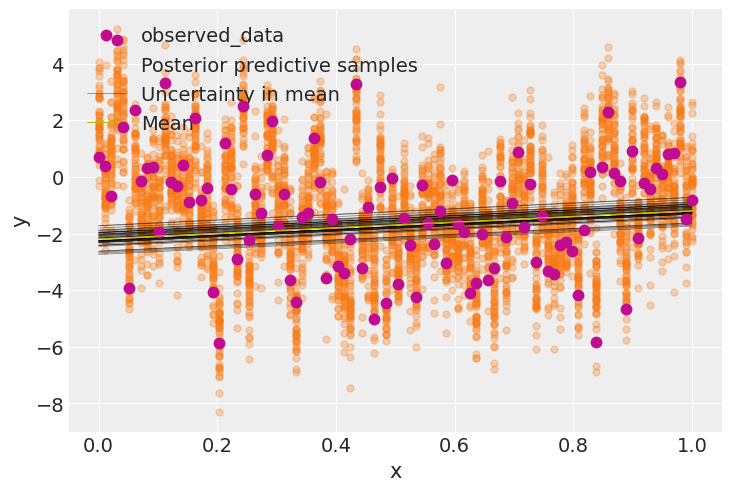 observed_data
Posterior predictive samples
Uncertainty in mean
Mean
4
2
0
−2
−4
−6
−8
y
0.0 0.2 0.4 0.6 0.8 1.0
x